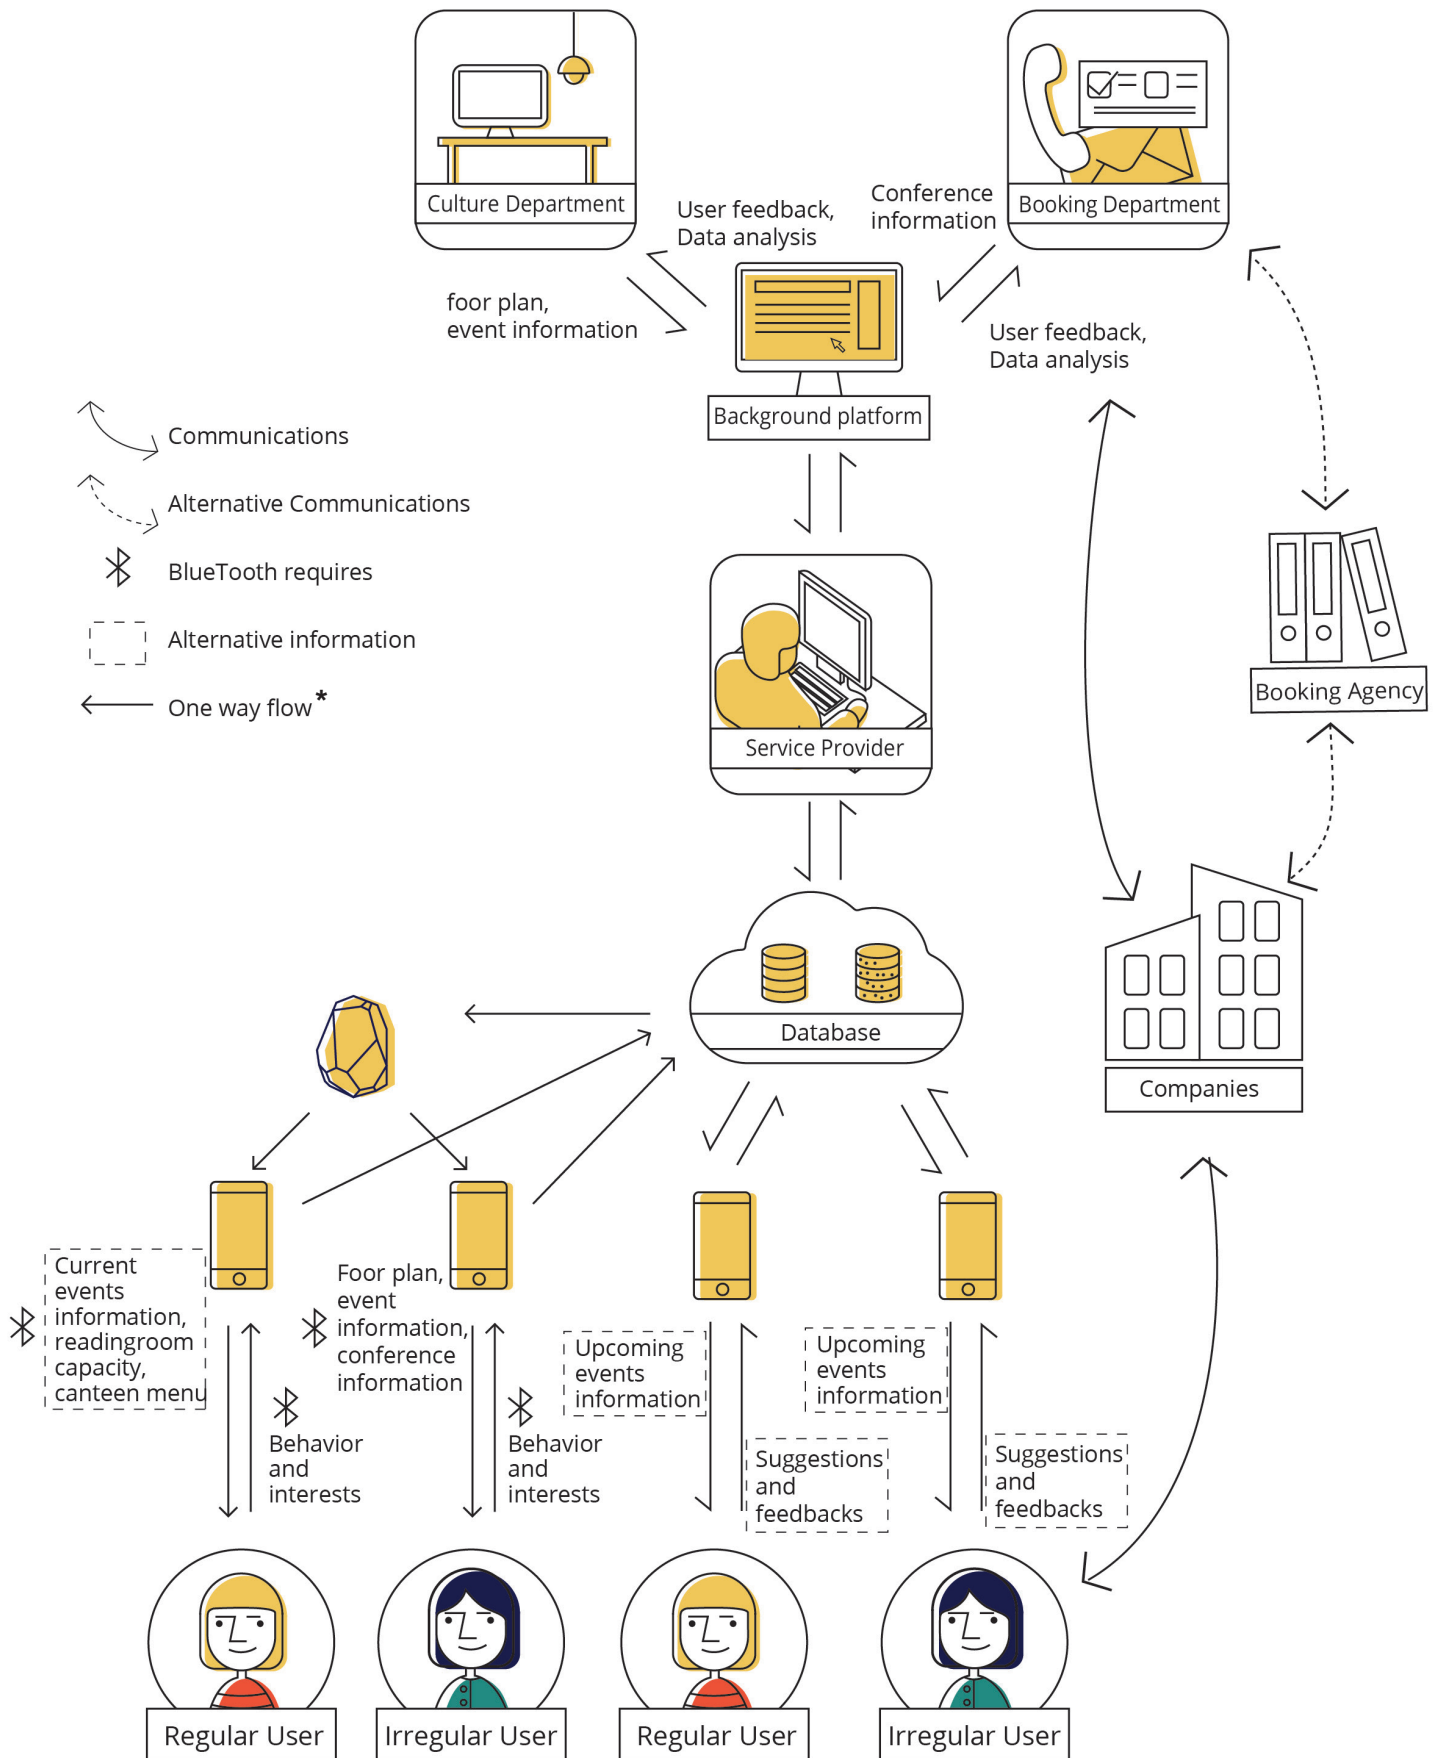 Culture Department
Booking Department
User feedback,
Data analysis
Conference
information
foor plan,
event information
User feedback,
Data analysis
Background platform
Communications
Alternative Communications
BlueTooth requires
Alternative information
One way flow*
Service Provider
Booking Agency
Database
Companies
Current
events
information,
readingroom
capacity,
canteen menu
Foor plan,
event
information,
conference
information
Upcoming
events
information
Upcoming
events
information
Behavior
and
interests
Behavior
and
interests
Suggestions
and
feedbacks
Suggestions
and
feedbacks
Regular User
Irregular User
Regular User
Irregular User